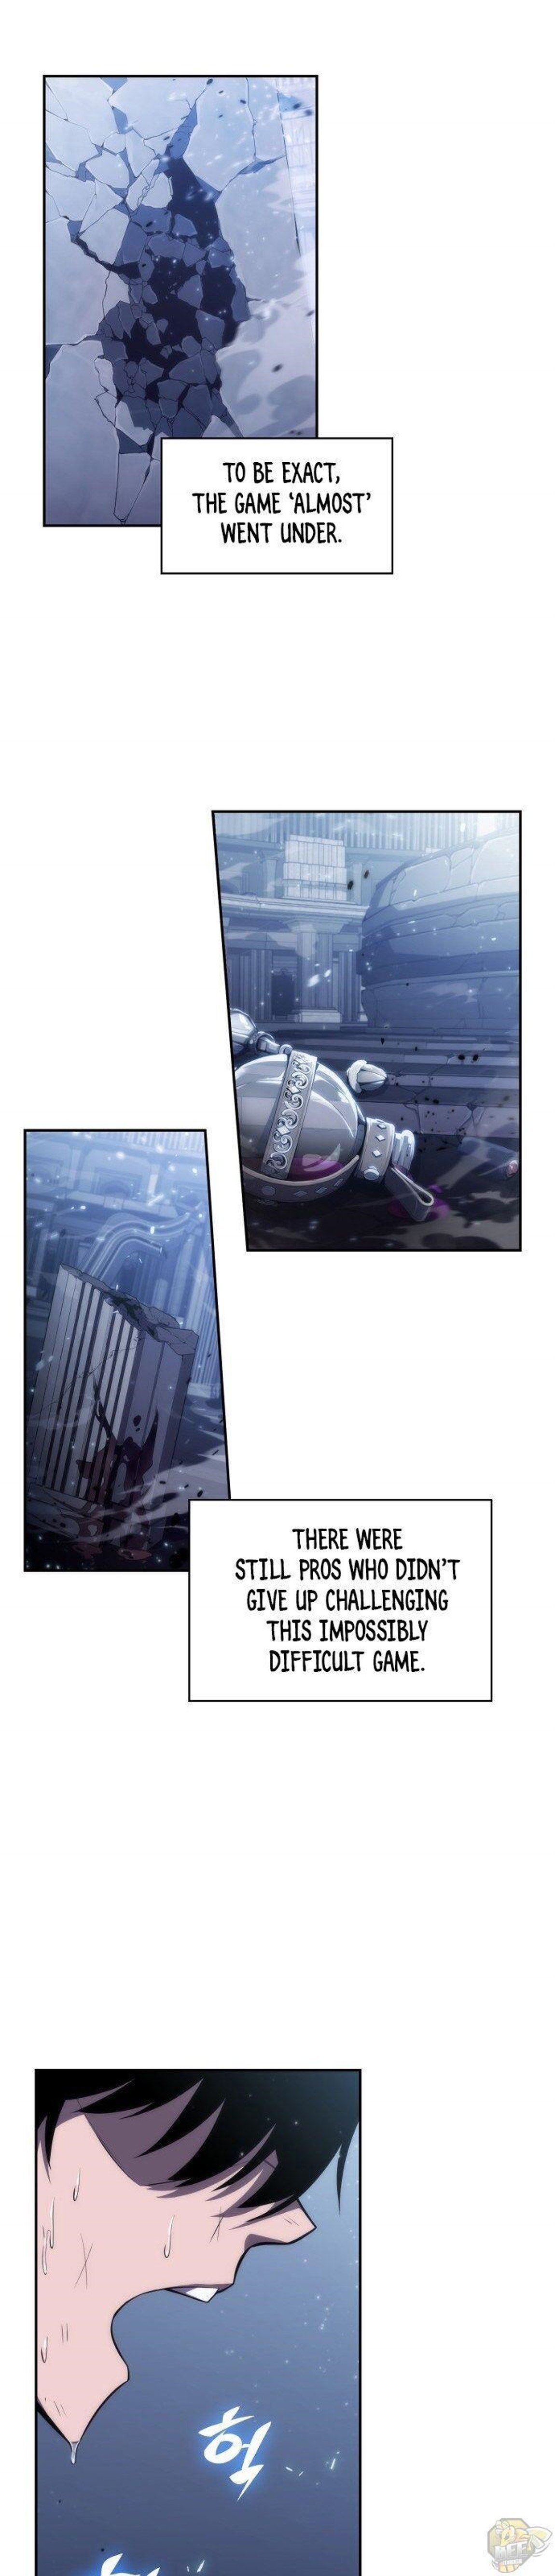 TO BE EXACT,
THE GAME 'ALMOST'
WENT UNDER.
THERE WERE
STILL PROS WHO DIDN'T
GIVE UP CHALLENGING
THIS IMPOSSIBLY
DIFFICULT GAME.
헉